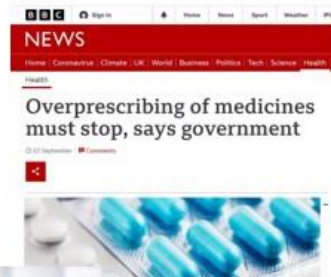 BBC Sign in Home News Sport Weather
NEWS
Home Coronavirus Climate UK World Business Politics Tech Science Health
Health
Overprescribing of medicines
must stop, says government
22 September Comments